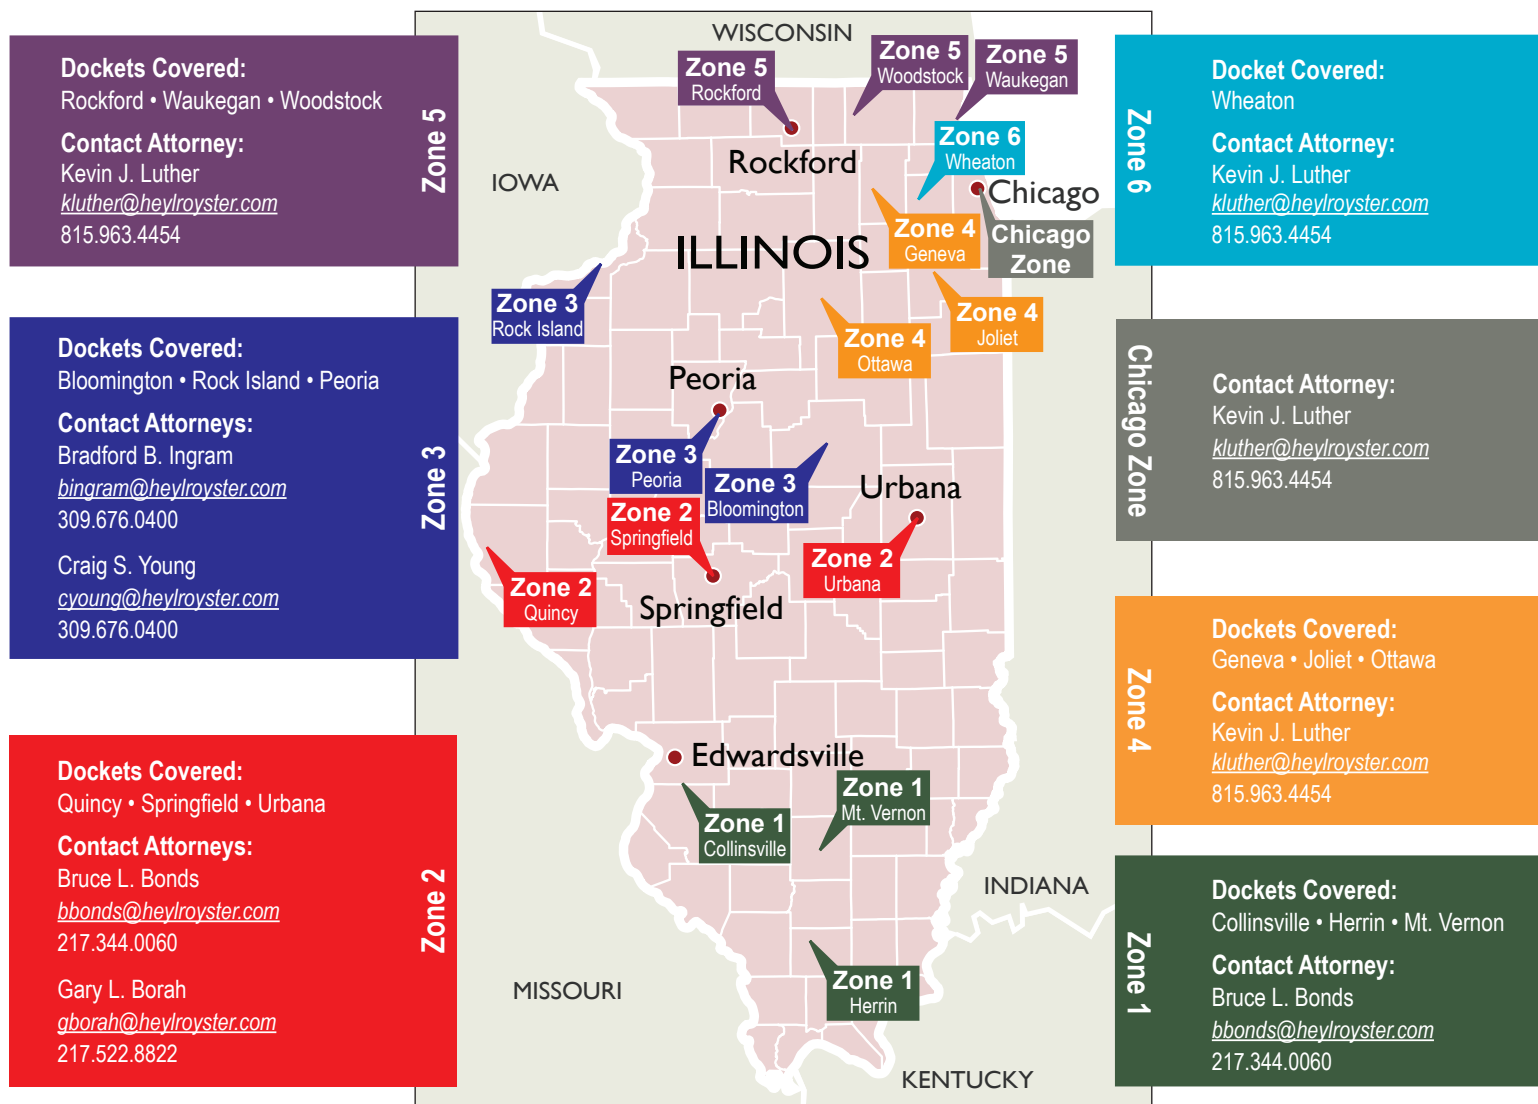 Dockets Covered:
Rockford • Waukegan • Woodstock
Contact Attorney:
Kevin J. Luther
kluther@heylroyster.com
815.963.4454
Zone 5
Dockets Covered:
Bloomington • Rock Island • Peoria
Contact Attorneys:
Bradford B. Ingram
bingram@heylroyster.com
309.676.0400
Craig S. Young
cyoung@heylroyster.com
309.676.0400
Zone 3
Dockets Covered:
Quincy • Springfield • Urbana
Contact Attorneys:
Bruce L. Bonds
bbonds@heylroyster.com
217.344.0060
Gary L. Borah
gborah@heylroyster.com
217.522.8822
Zone 2
WISCONSIN
Zone 5
Rockford
Zone 5
Woodstock
Zone 5
Waukegan
Rockford
Zone 6
Wheaton
IOWA
Chicago
Zone 4
Geneva
Chicago
Zone
ILLINOIS
Zone 3
Rock Island
Zone 4
Joliet
Zone 4
Ottawa
Peoria
Zone 3
Peoria
Zone 3
Bloomington
Urbana
Zone 2
Springfield
Zone 2
Urbana
Zone 2
Quincy
Springfield
Edwardsville
Zone 1
Mt. Vernon
Zone 1
Collinsville
INDIANA
Zone 1
Herrin
MISSOURI
KENTUCKY
Zone 6
Docket Covered:
Wheaton
Contact Attorney:
Kevin J. Luther
kluther@heylroyster.com
815.963.4454
Chicago Zone
Contact Attorney:
Kevin J. Luther
kluther@heylroyster.com
815.963.4454
Zone 4
Dockets Covered:
Geneva • Joliet • Ottawa
Contact Attorney:
Kevin J. Luther
kluther@heylroyster.com
815.963.4454
Zone 1
Dockets Covered:
Collinsville • Herrin • Mt. Vernon
Contact Attorney:
Bruce L. Bonds
bbonds@heylroyster.com
217.344.0060